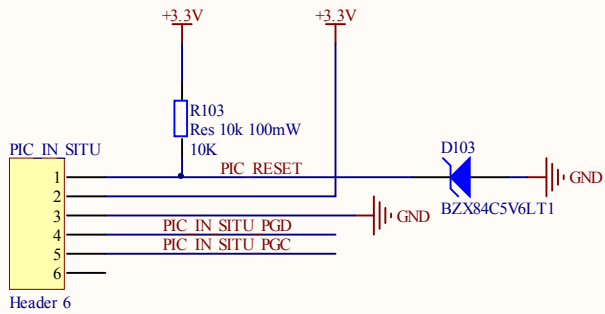 +3.3V
+3.3V
R103
Res 10k 100mW
10K
PIC_IN_SITU
D103
1
PIC_RESET
GND
2
BZX84C5V6LT1
3
GND
4
PIC_IN_SITU_PGD
5
PIC_IN_SITU_PGC
6
Header 6